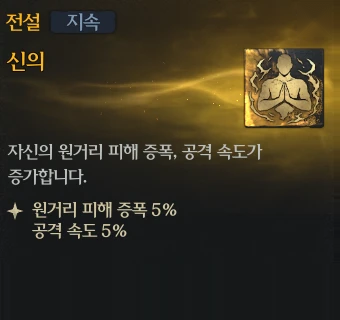 전설 지속
신의
자신의 원거리 피해 증폭, 공격 속도가
증가합니다.
원거리 피해 증폭 5%
공격 속도 5%